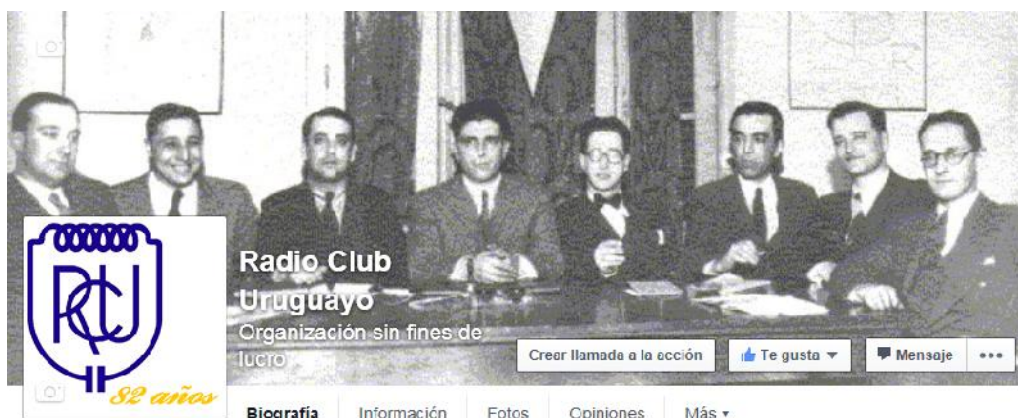 Radio Club
Uruguayo
Organización sin fines de
lucro
RCU
82 años
Crear llamada a la acción
Te gusta
Mensaje
Biografía Información Fotos Opiniones Más